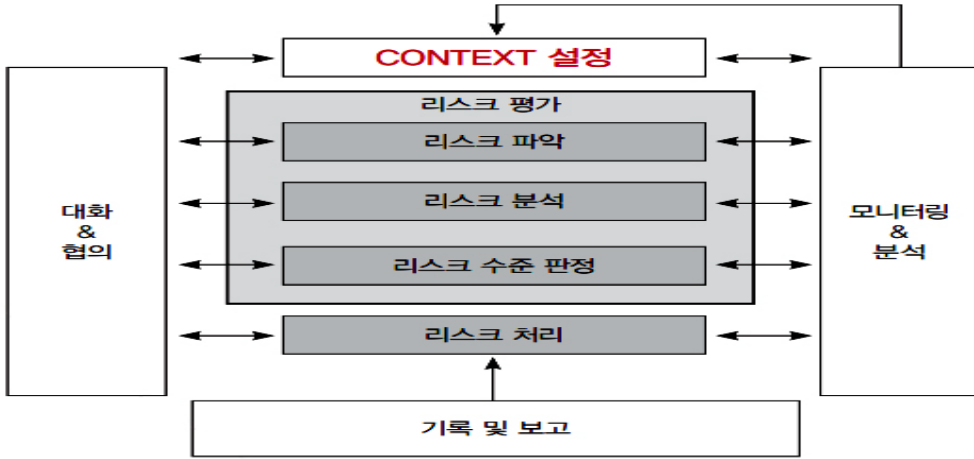 CONTEXT 설정
리스크 평가
리스크 파악
리스크 분석
리스크 수준 판정
리스크 처리
대화
&
협의
모니터링
&
분석
기록 및 보고